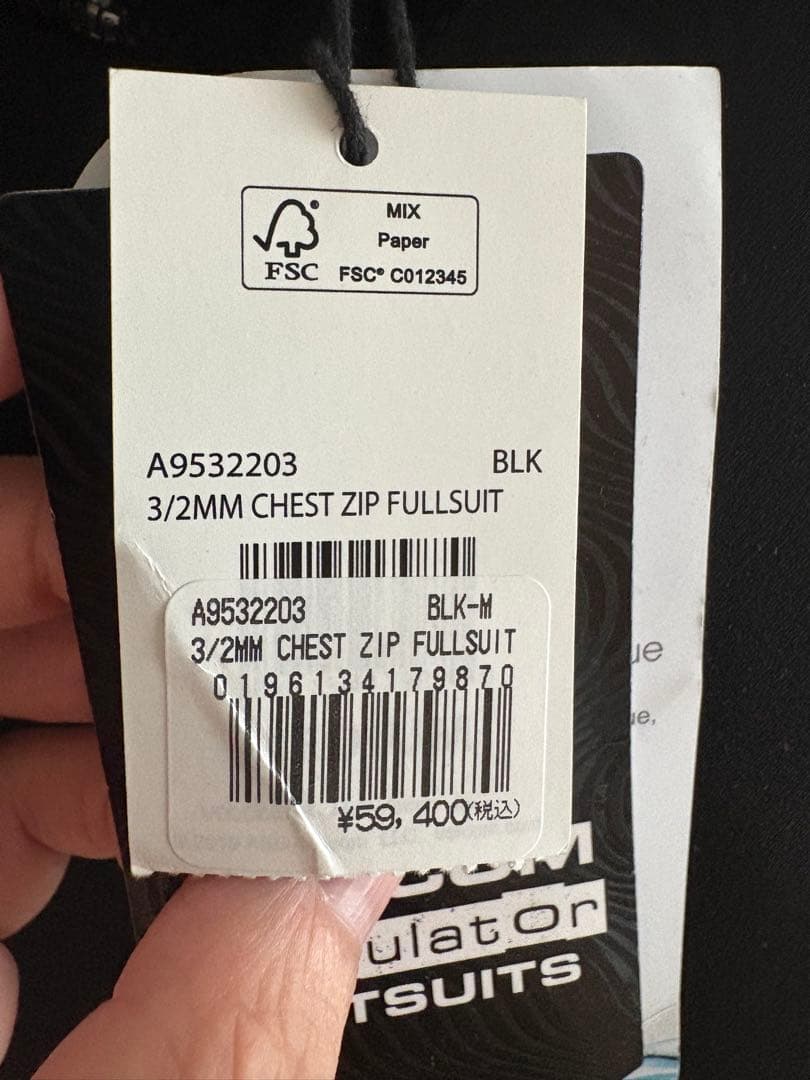 FSC
MIX
Paper
FSC® C012345
A9532203 BLK
3/2MM CHEST ZIP FULLSUIT
A9532203 BLK-M
3/2MM CHEST ZIP FULLSUIT
0196134179870
¥59,400(税込)
ue
ue,
COM
ulator
TSUITS